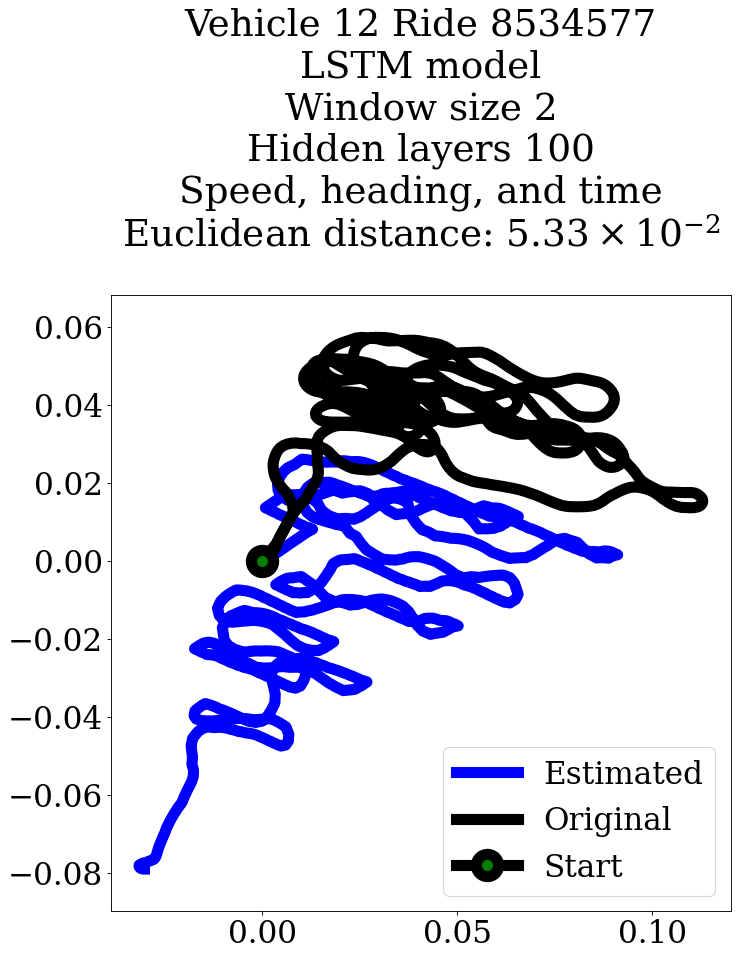 Vehicle 12 Ride 8534577
LSTM model
Window size 2
Hidden layers 100
Speed, heading, and time
Euclidean distance: 5.33 × 10⁻²
0.06
0.04
0.02
0.00
−0.02
−0.04
−0.06
−0.08
Estimated
Original
Start
0.00 0.05 0.10